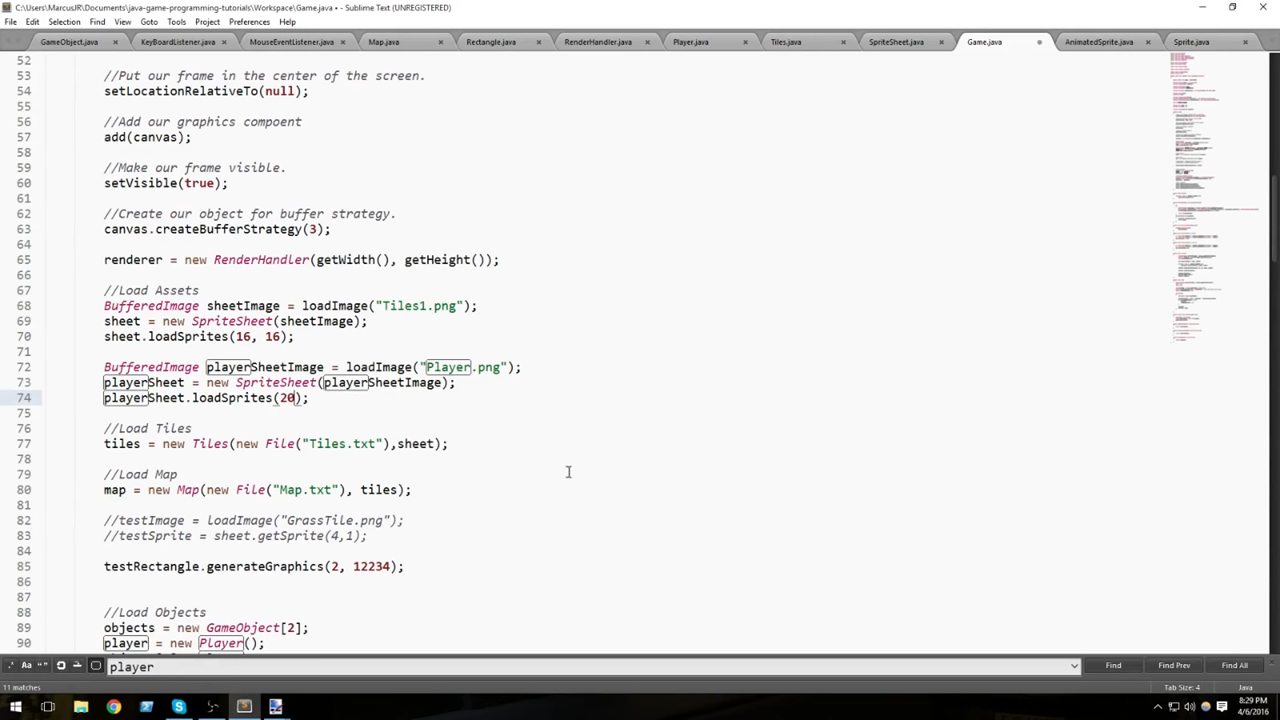 C:\Users\MarcusJR\Documents\java-game-programming-tutorials\Workspace\Game.java • - Sublime Text (UNREGISTERED)
File Edit Selection Find View Goto Tools Project Preferences Help
GameObject.java KeyBoardListener.java MouseEventListener.java Map.java Rectangle.java RenderHandler.java Player.java Tiles.java SpriteSheet.java Game.java AnimatedSprite.java Sprite.java
52
53 //Put our frame in the center of the screen.
54 setLocationRelativeTo(null);
55
56 //Add our graphics compoent
57 add(canvas);
58
59 //Make our frame visible.
60 setVisible(true);
61
62 //Create our object for buffer strategy.
63 canvas.createBufferStrategy(3);
64
65 renderer = new RenderHandler(getWidth(), getHeight());
66
67 //Load Assets
68 BufferedImage sheetImage = loadImage("Tiles1.png");
69 sheet = new SpriteSheet(sheetImage);
70 sheet.loadSprites(16, 16);
71
72 BufferedImage playerSheetImage = loadImage("Player.png");
73 playerSheet = new SpriteSheet(playerSheetImage);
74 playerSheet.loadSprites(20);
75
76 //Load Tiles
77 tiles = new Tiles(new File("Tiles.txt"),sheet);
78
79 //Load Map
80 map = new Map(new File("Map.txt"), tiles);
81
82 //testImage = loadImage("GrassTile.png");
83 //testSprite = sheet.getSprite(4,1);
84
85 testRectangle.generateGraphics(2, 12234);
86
87
88 //Load Objects
89 objects = new GameObject[2];
90 player = new Player();
.* Aa “” player Find Find Prev Find All
11 matches Tab Size: 4 Java
8:29 PM
4/6/2016